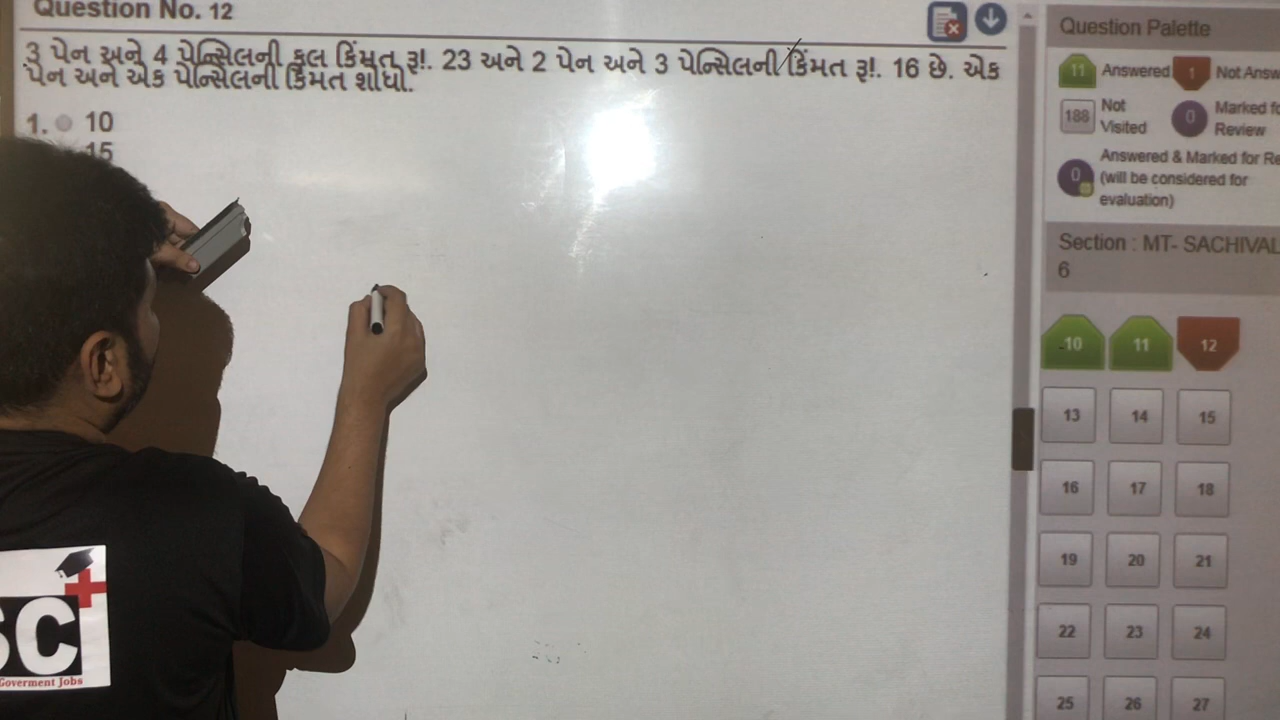 Question No. 12
3 પેન અને 4 પેન્સિલની કુલ કિંમત રૂ!. 23 અને 2 પેન અને 3 પેન્સિલની કિંમત રૂ!. 16 છે. એક
પેન અને એક પેન્સિલની કિંમત શોધો.
1. 10
15
Question Palette
11 Answered 1 Not Answ
188 Not Visited 0 Marked fo Review
0 Answered & Marked for Re
(will be considered for
evaluation)
Section : MT- SACHIVAL
6
10 11 12
13 14 15
16 17 18
19 20 21
22 23 24
25 26 27
SC
Goverment Jobs